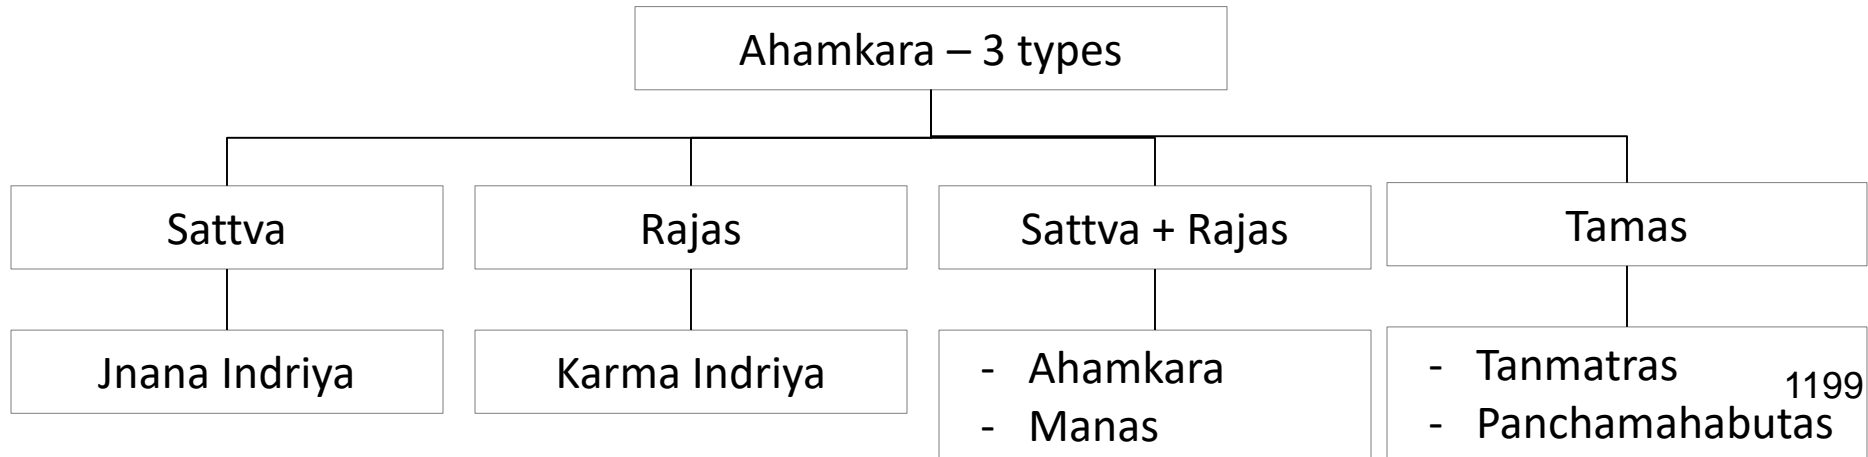 Ahamkara – 3 types
Sattva
Rajas
Sattva + Rajas
Tamas
Jnana Indriya
Karma Indriya
- Ahamkara
- Manas
- Tanmatras
- Panchamahabutas
1199